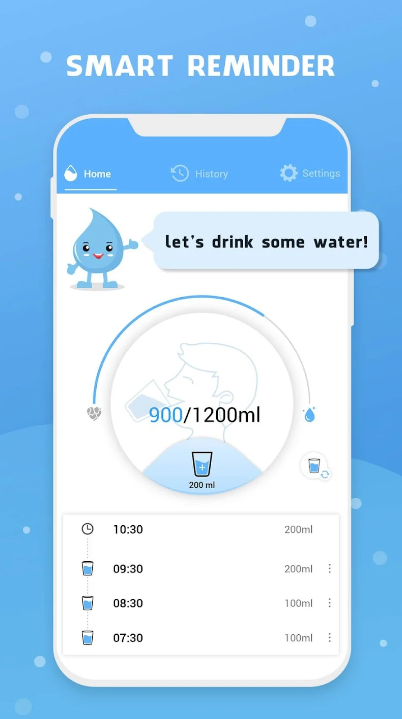 SMART REMINDER
Home History Settings
let's drink some water!
900/1200ml
200 ml
10:30 200ml
09:30 200ml
08:30 100ml
07:30 100ml